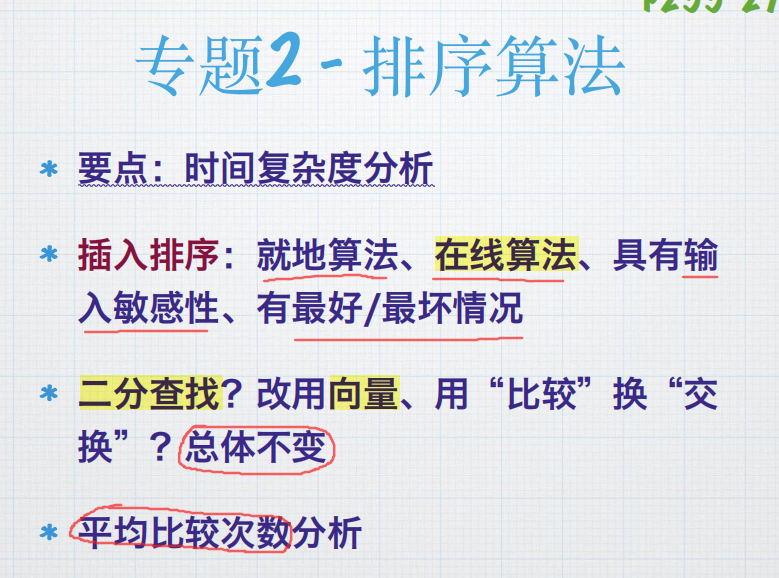 专题2 - 排序算法
* 要点：时间复杂度分析
* 插入排序：就地算法、在线算法、具有输
入敏感性、有最好/最坏情况
* 二分查找？改用向量、用“比较”换“交
换”？总体不变
* 平均比较次数分析